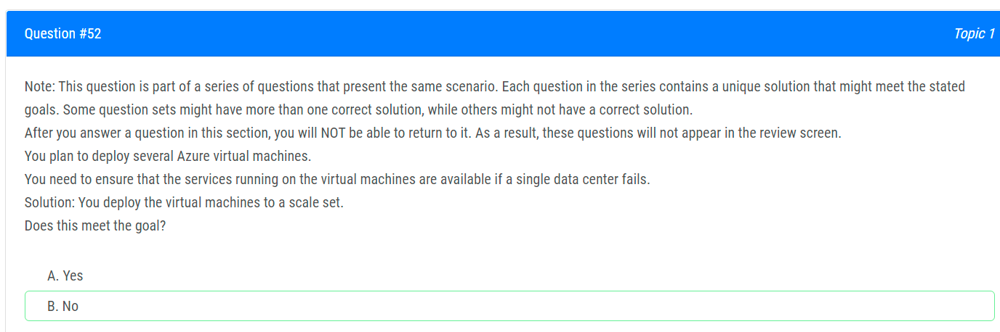 Question #52
Topic 1
Note: This question is part of a series of questions that present the same scenario. Each question in the series contains a unique solution that might meet the stated
goals. Some question sets might have more than one correct solution, while others might not have a correct solution.
After you answer a question in this section, you will NOT be able to return to it. As a result, these questions will not appear in the review screen.
You plan to deploy several Azure virtual machines.
You need to ensure that the services running on the virtual machines are available if a single data center fails.
Solution: You deploy the virtual machines to a scale set.
Does this meet the goal?
A. Yes
B. No